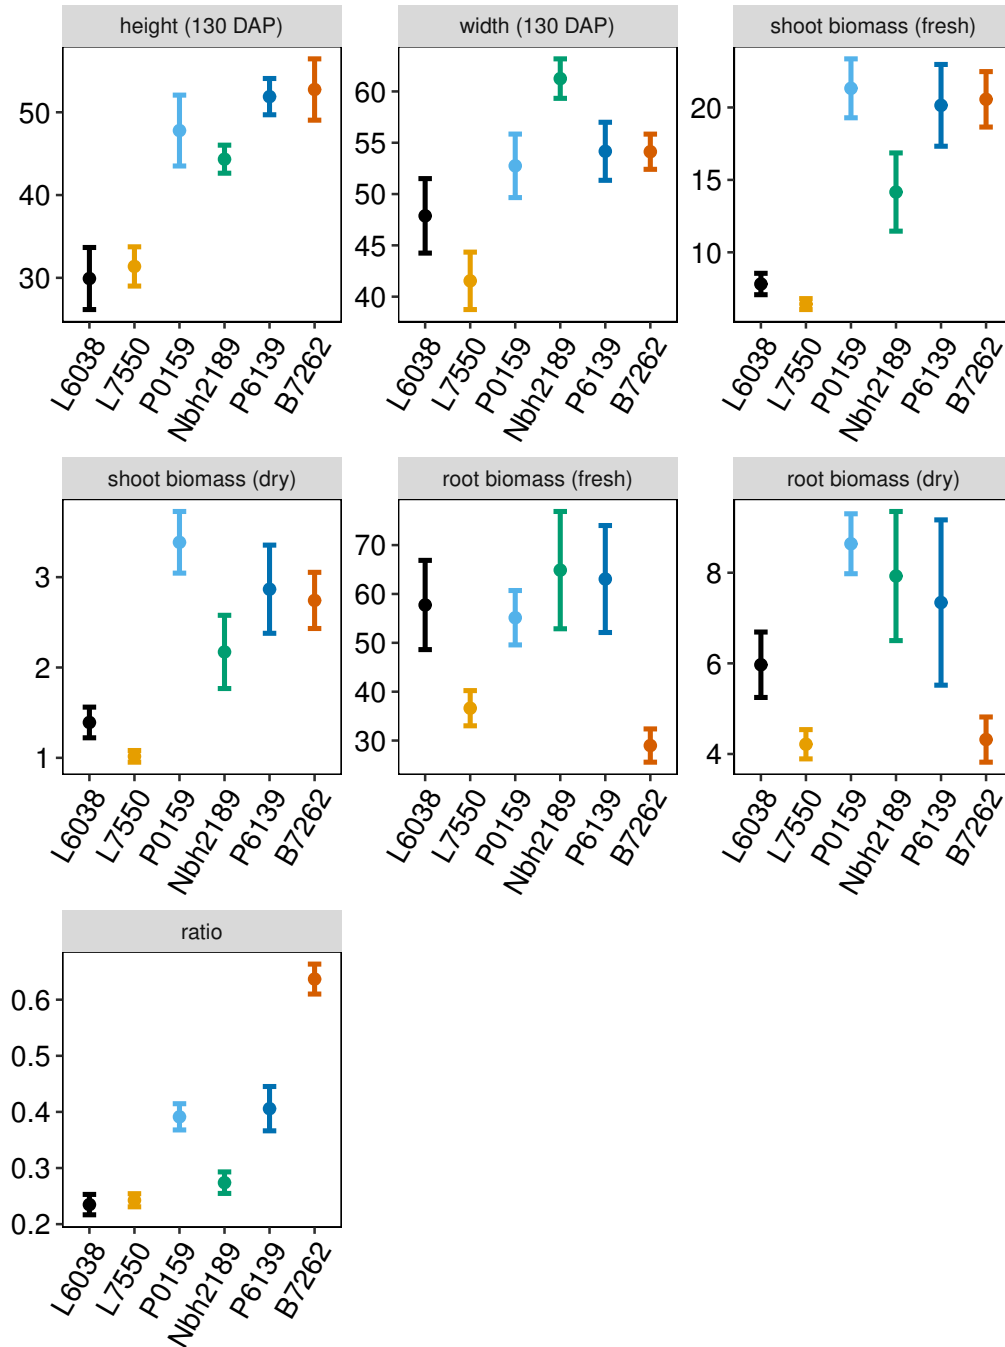 height (130 DAP)
width (130 DAP)
shoot biomass (fresh)
50
40
30
60
55
50
45
40
20
15
10
L6038
L7550
P0159
Nbh2189
P6139
B7262
L6038
L7550
P0159
Nbh2189
P6139
B7262
L6038
L7550
P0159
Nbh2189
P6139
B7262
shoot biomass (dry)
root biomass (fresh)
root biomass (dry)
3
2
1
70
60
50
40
30
8
6
4
L6038
L7550
P0159
Nbh2189
P6139
B7262
L6038
L7550
P0159
Nbh2189
P6139
B7262
L6038
L7550
P0159
Nbh2189
P6139
B7262
ratio
0.6
0.5
0.4
0.3
0.2
L6038
L7550
P0159
Nbh2189
P6139
B7262